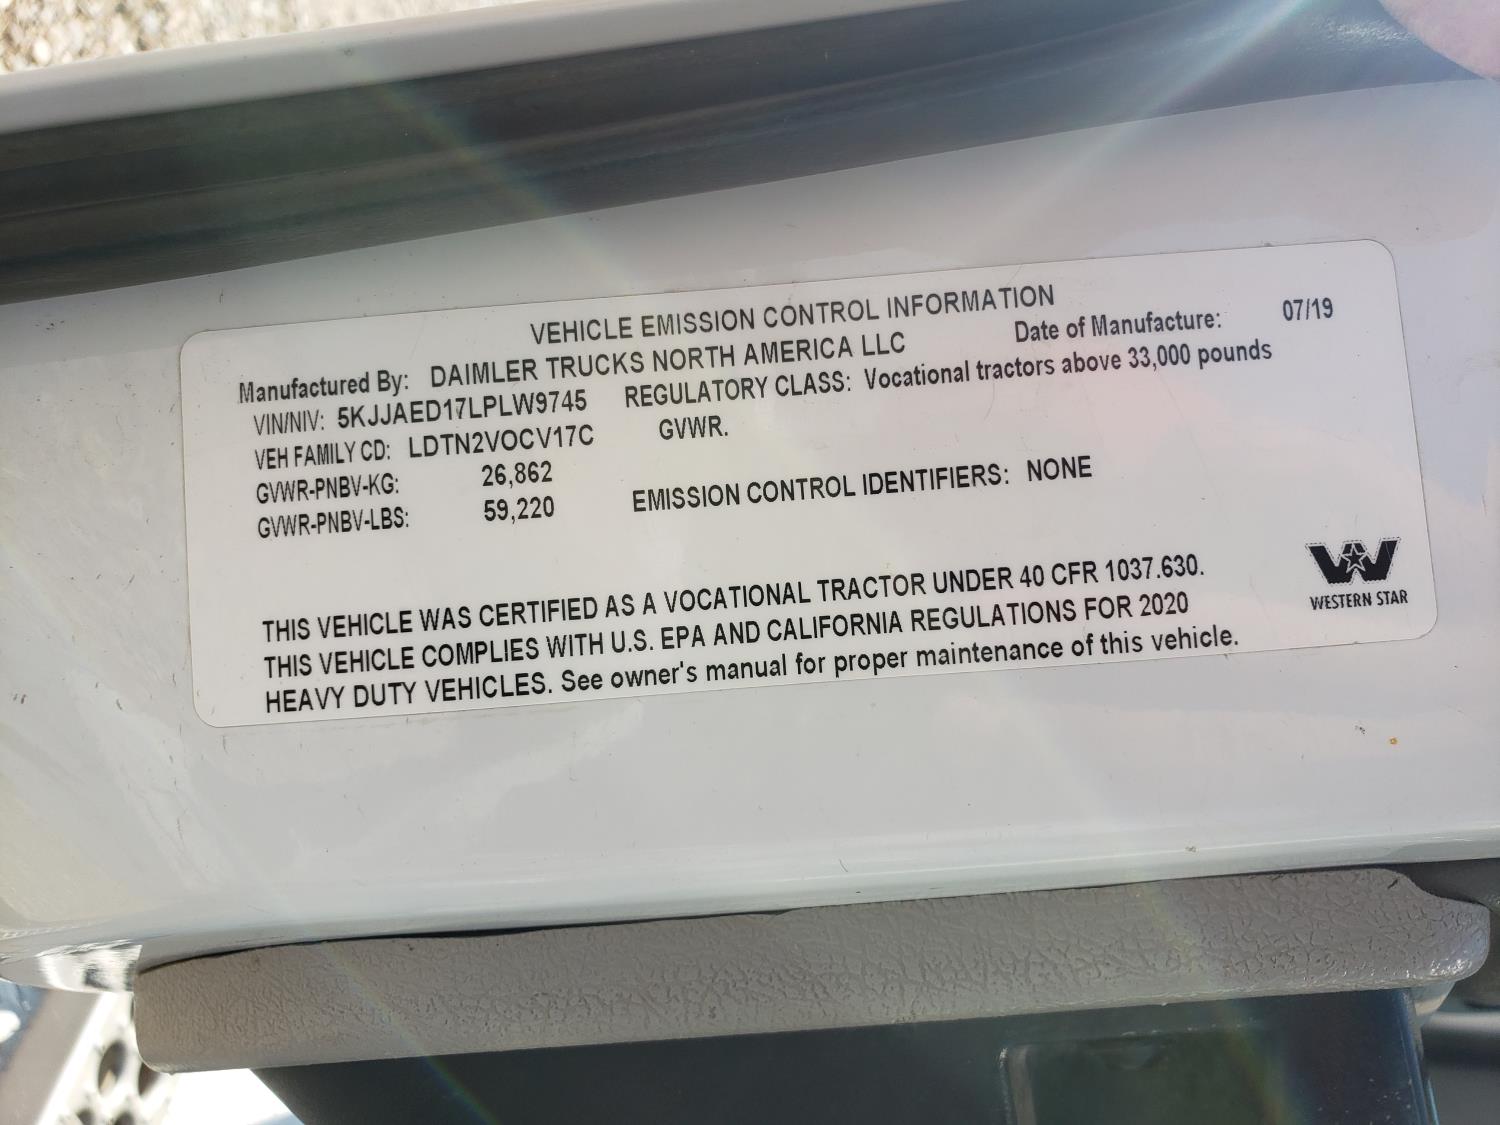 VEHICLE EMISSION CONTROL INFORMATION
Manufactured By: DAIMLER TRUCKS NORTH AMERICA LLC Date of Manufacture: 07/19
VIN/NIV: 5KJJAED17LPLW9745 REGULATORY CLASS: Vocational tractors above 33,000 pounds
VEH FAMILY CD: LDTN2VOCV17C GVWR.
GVWR-PNBV-KG: 26,862
GVWR-PNBV-LBS: 59,220 EMISSION CONTROL IDENTIFIERS: NONE
THIS VEHICLE WAS CERTIFIED AS A VOCATIONAL TRACTOR UNDER 40 CFR 1037.630.
THIS VEHICLE COMPLIES WITH U.S. EPA AND CALIFORNIA REGULATIONS FOR 2020
HEAVY DUTY VEHICLES. See owner's manual for proper maintenance of this vehicle.
W
WESTERN STAR